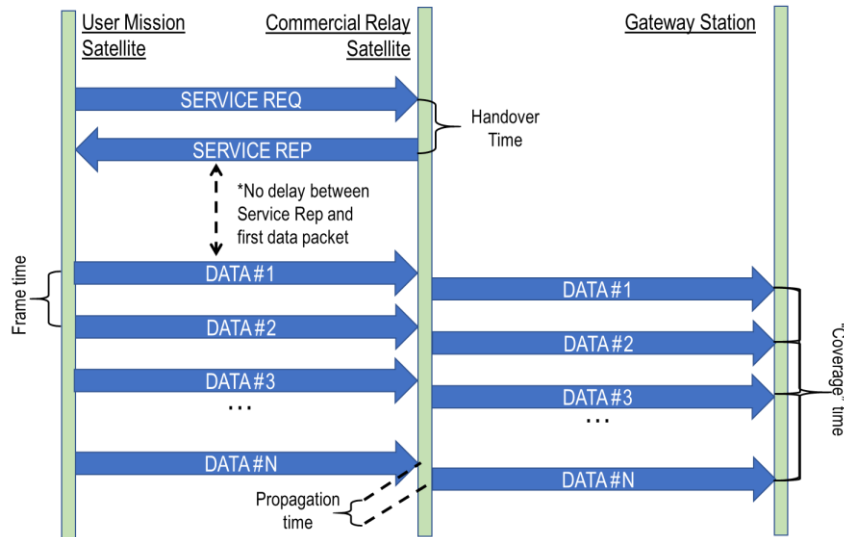 User Mission
Satellite
Commercial Relay
Satellite
Gateway Station
SERVICE REQ
Handover
Time
SERVICE REP
*No delay between
Service Rep and
first data packet
Frame time
DATA #1
DATA #1
DATA #2
DATA #2
DATA #3
DATA #3
...
...
"Coverage" time
DATA #N
DATA #N
Propagation
time